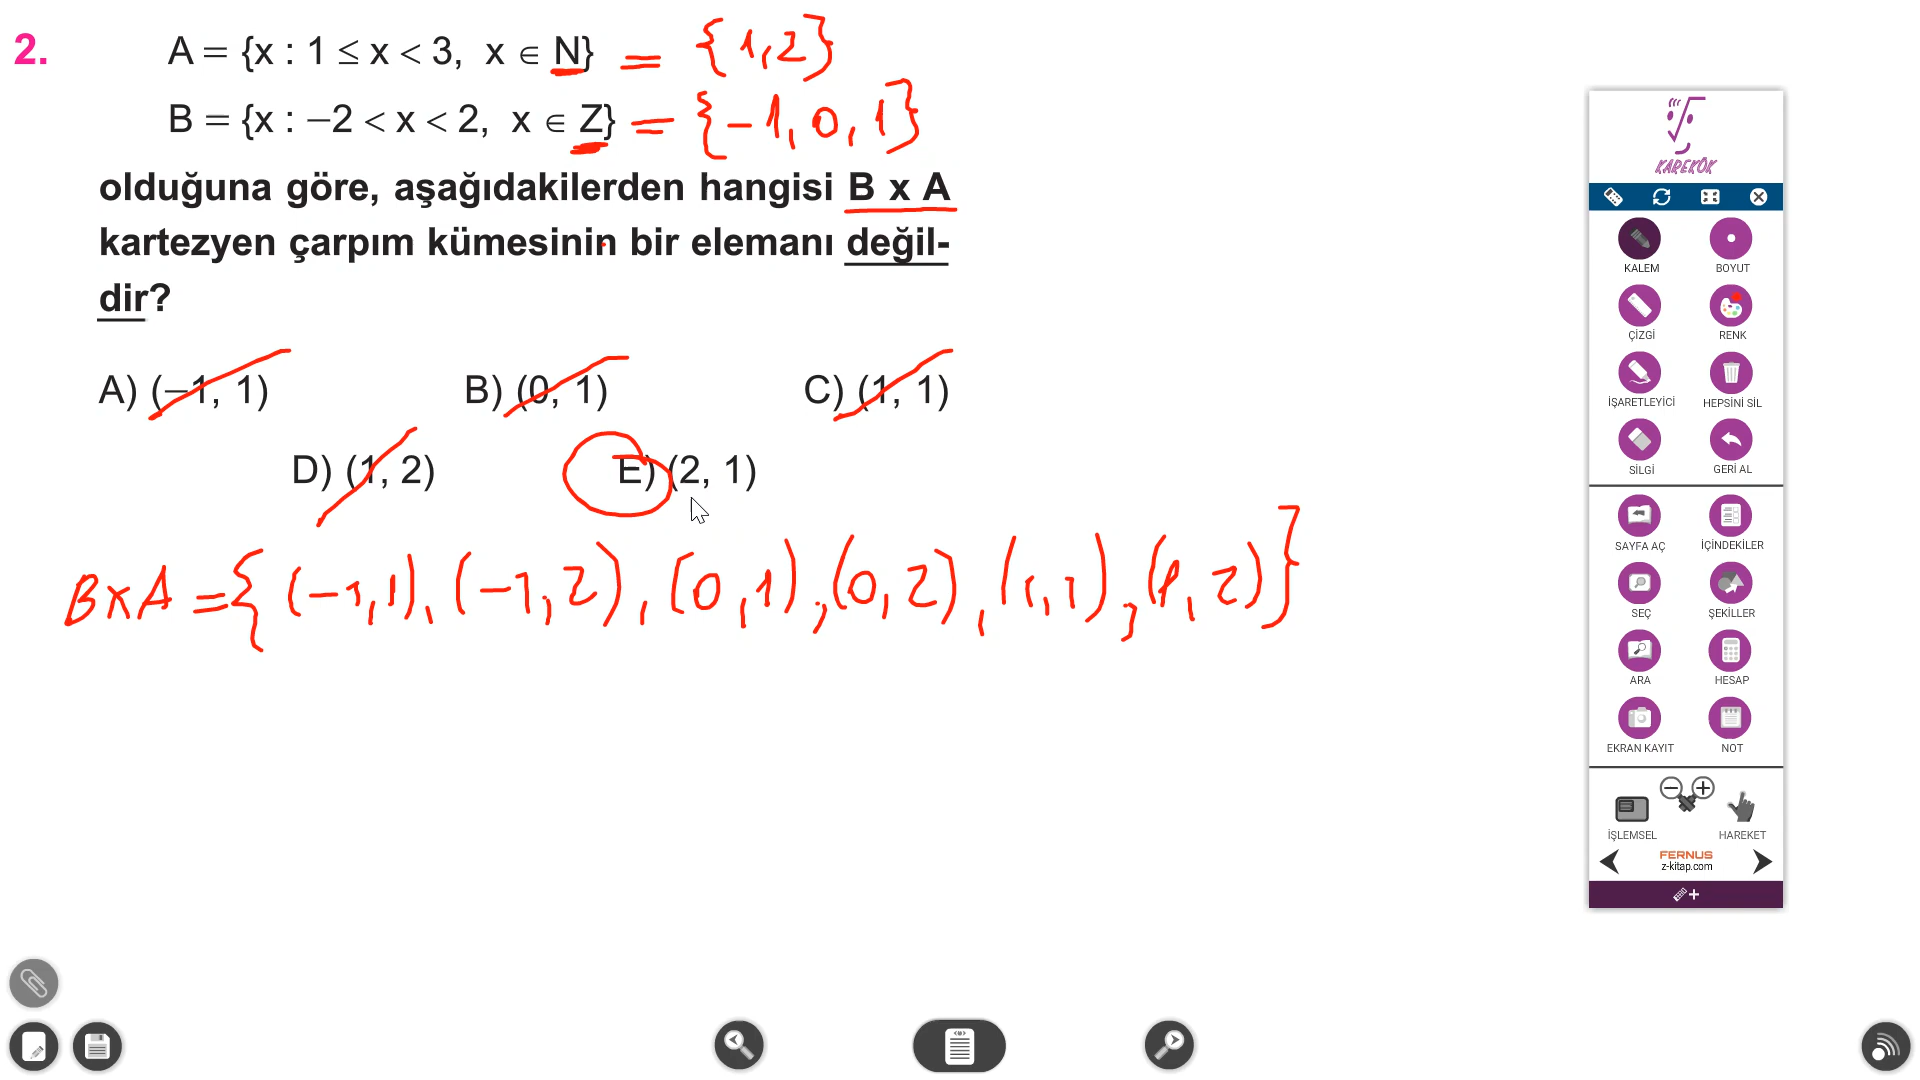 2. A = {x : 1 ≤ x < 3, x ∈ N} = {1,2}
B = {x : −2 < x < 2, x ∈ Z} = {-1, 0, 1}
olduğuna göre, aşağıdakilerden hangisi B x A
kartezyen çarpım kümesinin bir elemanı değil-
dir?
A) (−1, 1) B) (0, 1) C) (1, 1)
D) (1, 2) E) (2, 1)
BxA = {(-1,1), (-1,2), (0,1), (0,2), (1,1), (1,2)}
KAREKÖK
KALEM BOYUT
ÇİZGİ RENK
İŞARETLEYİCİ HEPSİNİ SİL
SİLGİ GERİ AL
SAYFA AÇ İÇİNDEKİLER
SEÇ ŞEKİLLER
ARA HESAP
EKRAN KAYIT NOT
İŞLEMSEL HAREKET
FERNUS
z-kitap.com